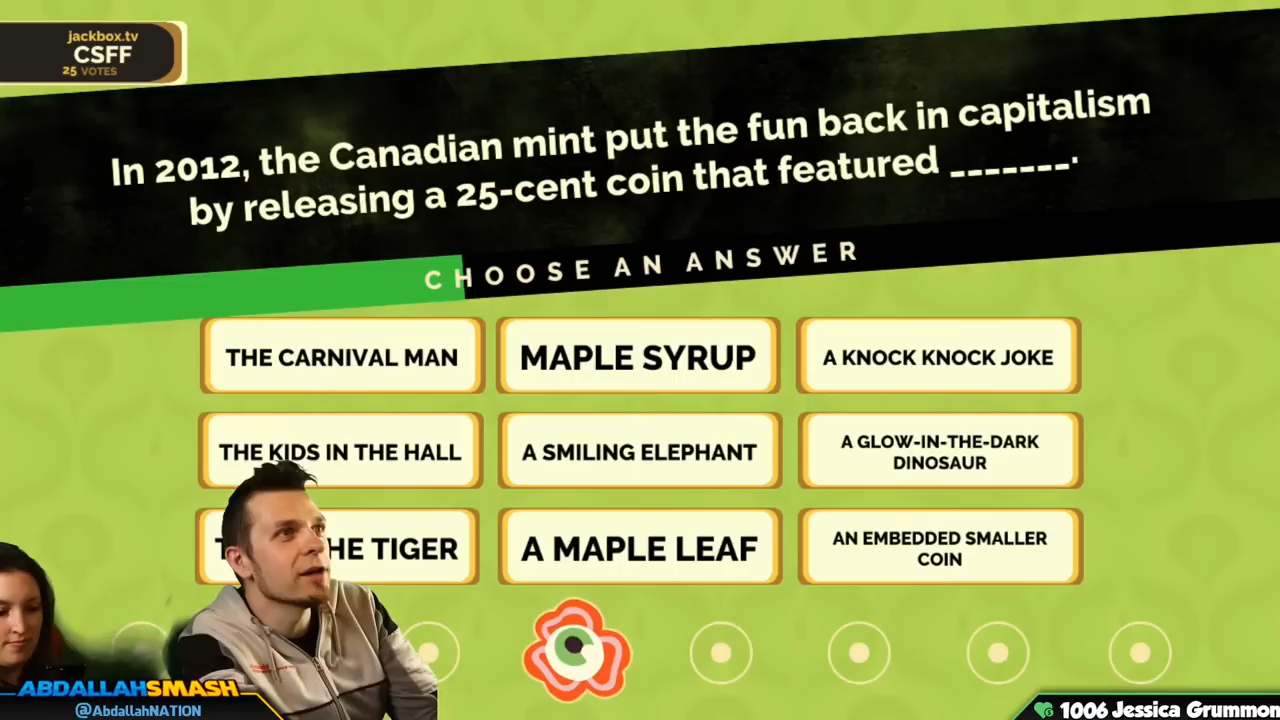 jackbox.tv
CSFF
25 VOTES
In 2012, the Canadian mint put the fun back in capitalism
by releasing a 25-cent coin that featured _______.
CHOOSE AN ANSWER
THE CARNIVAL MAN
MAPLE SYRUP
A KNOCK KNOCK JOKE
THE KIDS IN THE HALL
A SMILING ELEPHANT
A GLOW-IN-THE-DARK
DINOSAUR
TIGER
A MAPLE LEAF
AN EMBEDDED SMALLER
COIN
ABDALLAHSMASH
@AbdallahNATION
1006 Jessica Grummon